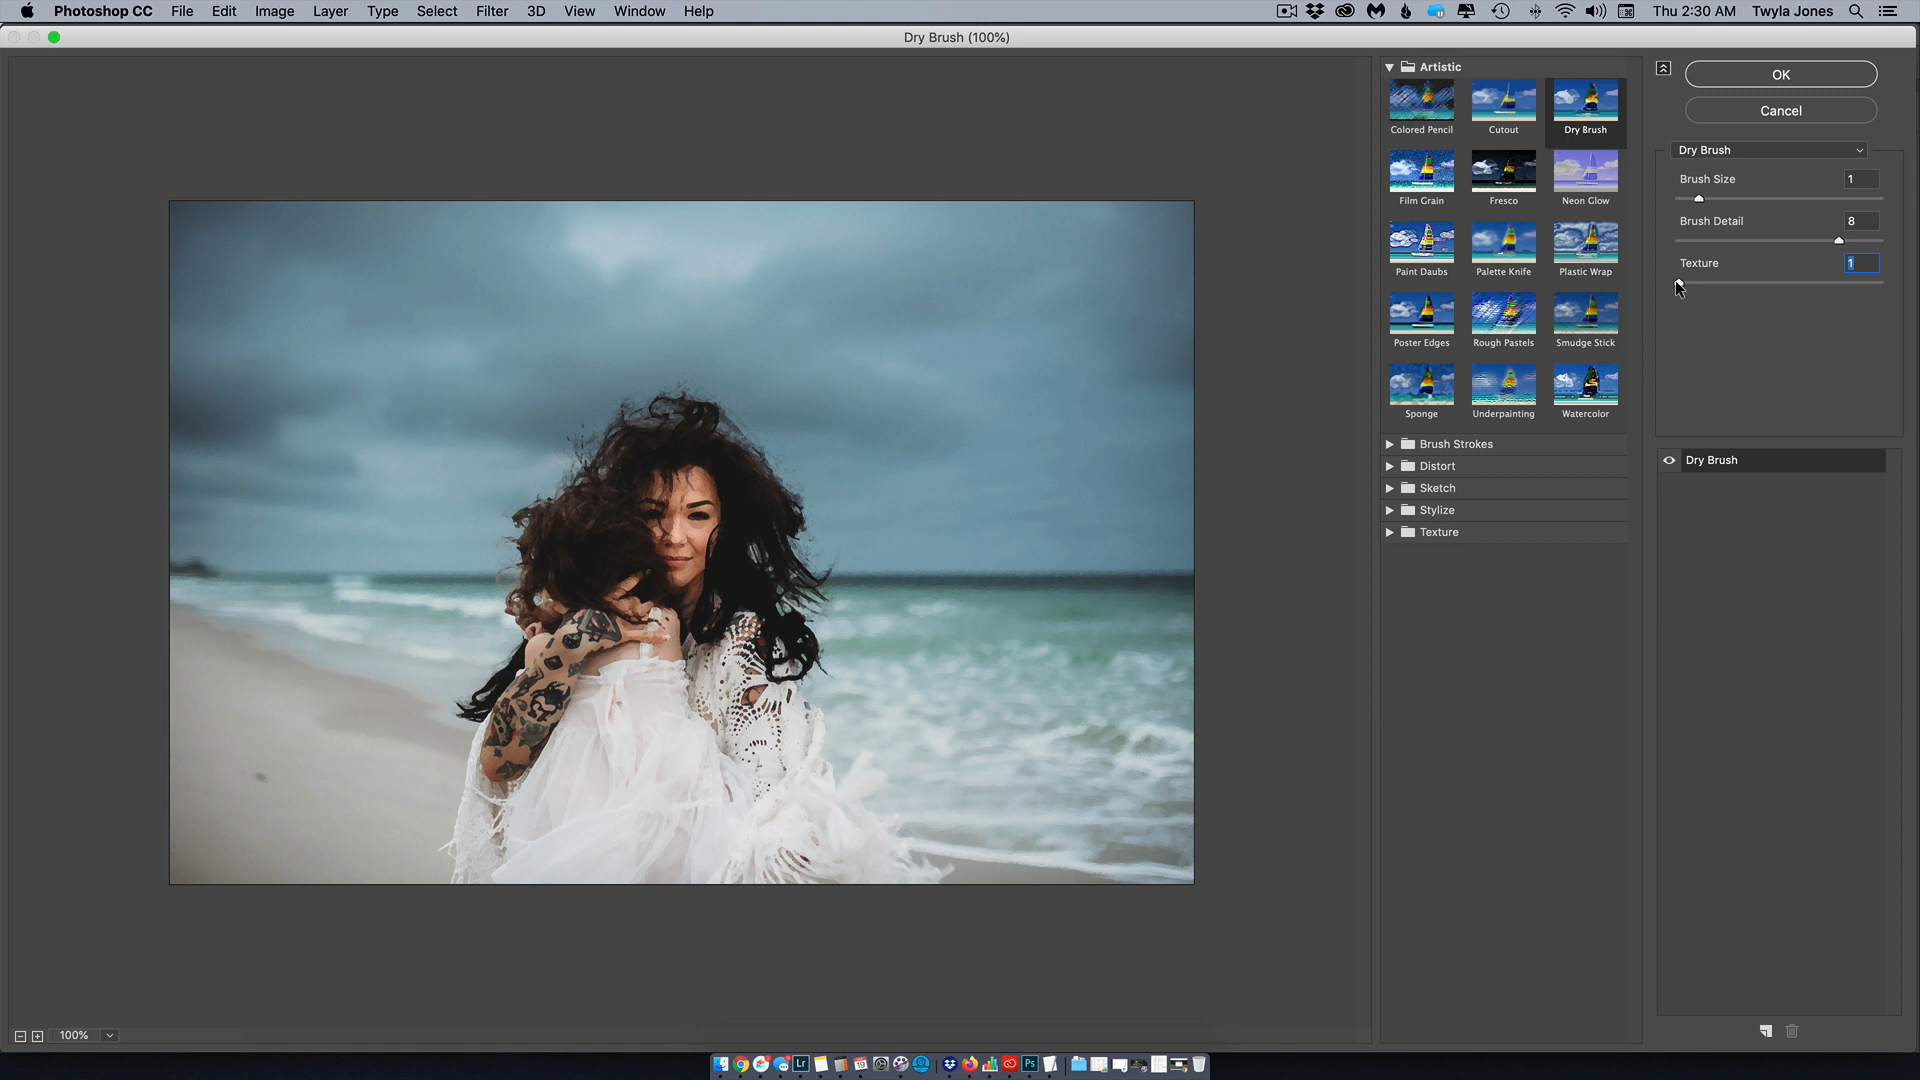 Photoshop CC File Edit Image Layer Type Select Filter 3D View Window Help Thu 2:30 AM Twyla Jones
Dry Brush (100%)
Artistic
Colored Pencil Cutout Dry Brush
Film Grain Fresco Neon Glow
Paint Daubs Palette Knife Plastic Wrap
Poster Edges Rough Pastels Smudge Stick
Sponge Underpainting Watercolor
Brush Strokes
Distort
Sketch
Stylize
Texture
OK
Cancel
Dry Brush
Brush Size 1
Brush Detail 8
Texture 1
Dry Brush
100%
Lr Ps